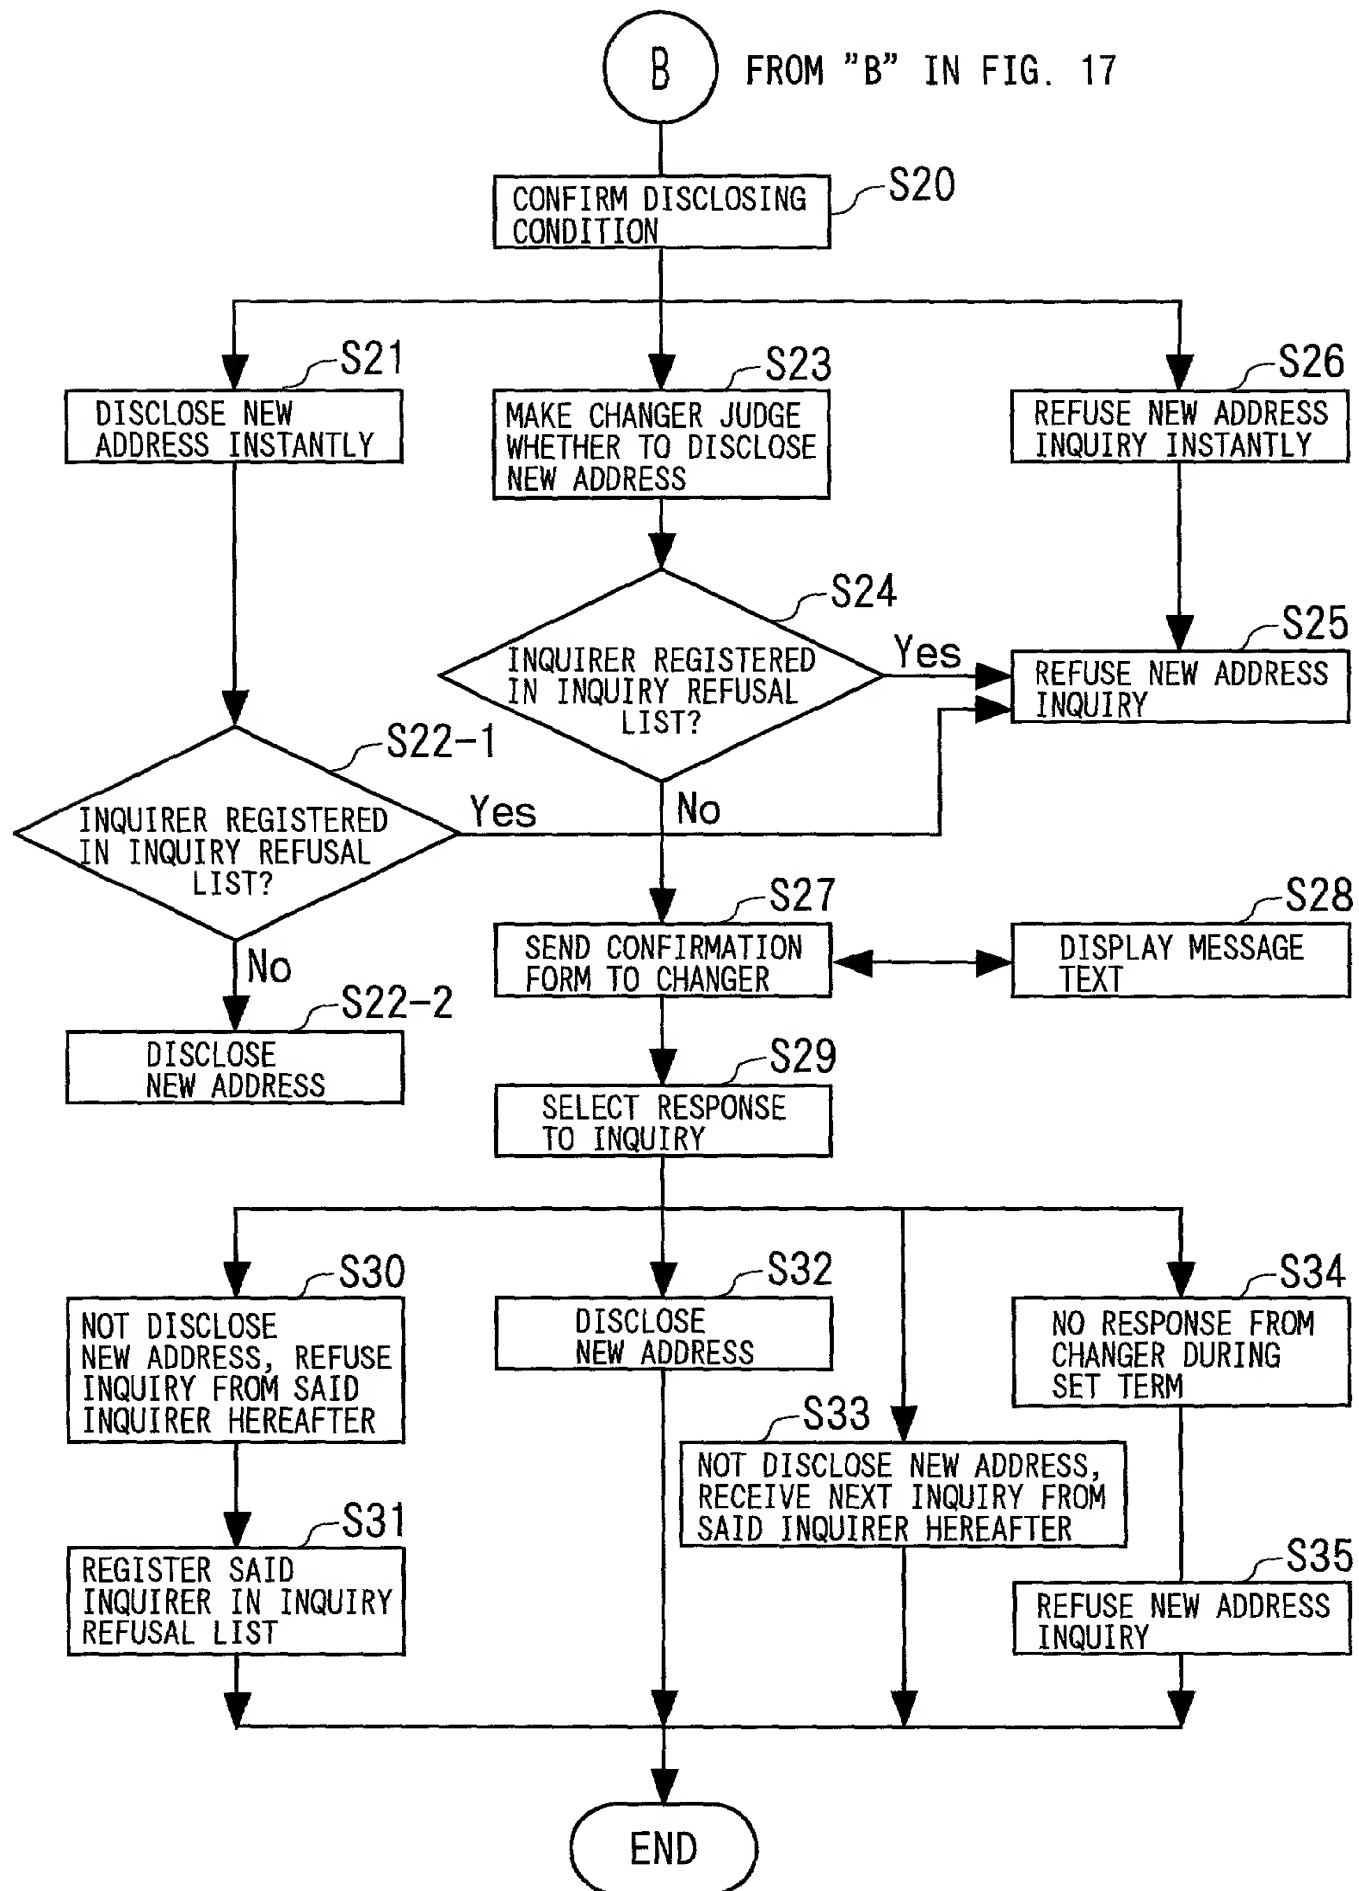 B
FROM "B" IN FIG. 17
S20
CONFIRM DISCLOSING
CONDITION
S21
DISCLOSE NEW
ADDRESS INSTANTLY
S23
MAKE CHANGER JUDGE
WHETHER TO DISCLOSE
NEW ADDRESS
S26
REFUSE NEW ADDRESS
INQUIRY INSTANTLY
S24
INQUIRER REGISTERED
IN INQUIRY REFUSAL
LIST?
Yes
No
S25
REFUSE NEW ADDRESS
INQUIRY
S22-1
INQUIRER REGISTERED
IN INQUIRY REFUSAL
LIST?
Yes
No
S22-2
DISCLOSE
NEW ADDRESS
S27
SEND CONFIRMATION
FORM TO CHANGER
S28
DISPLAY MESSAGE
TEXT
S29
SELECT RESPONSE
TO INQUIRY
S30
NOT DISCLOSE
NEW ADDRESS, REFUSE
INQUIRY FROM SAID
INQUIRER HEREAFTER
S31
REGISTER SAID
INQUIRER IN INQUIRY
REFUSAL LIST
S32
DISCLOSE
NEW ADDRESS
S33
NOT DISCLOSE NEW ADDRESS,
RECEIVE NEXT INQUIRY FROM
SAID INQUIRER HEREAFTER
S34
NO RESPONSE FROM
CHANGER DURING
SET TERM
S35
REFUSE NEW ADDRESS
INQUIRY
END